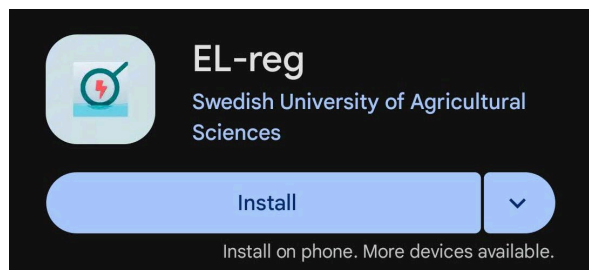 EL-reg
Swedish University of Agricultural
Sciences
Install
Install on phone. More devices available.